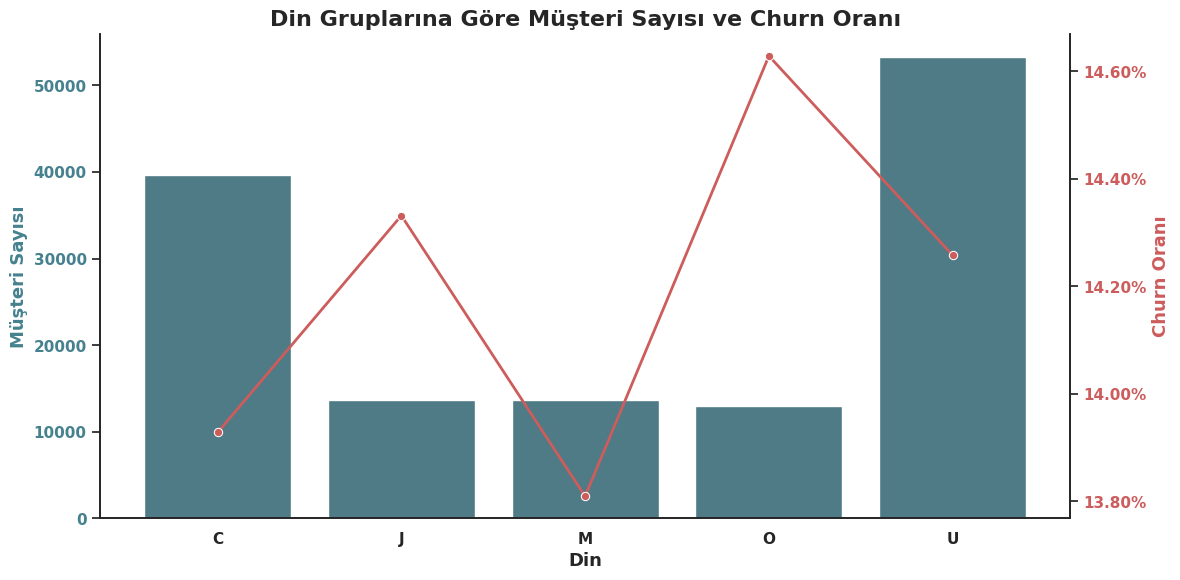 Din Gruplarına Göre Müşteri Sayısı ve Churn Oranı
Müşteri Sayısı
50000
40000
30000
20000
10000
0
14.60%
14.40%
14.20%
14.00%
13.80%
Churn Oranı
C J M O U
Din